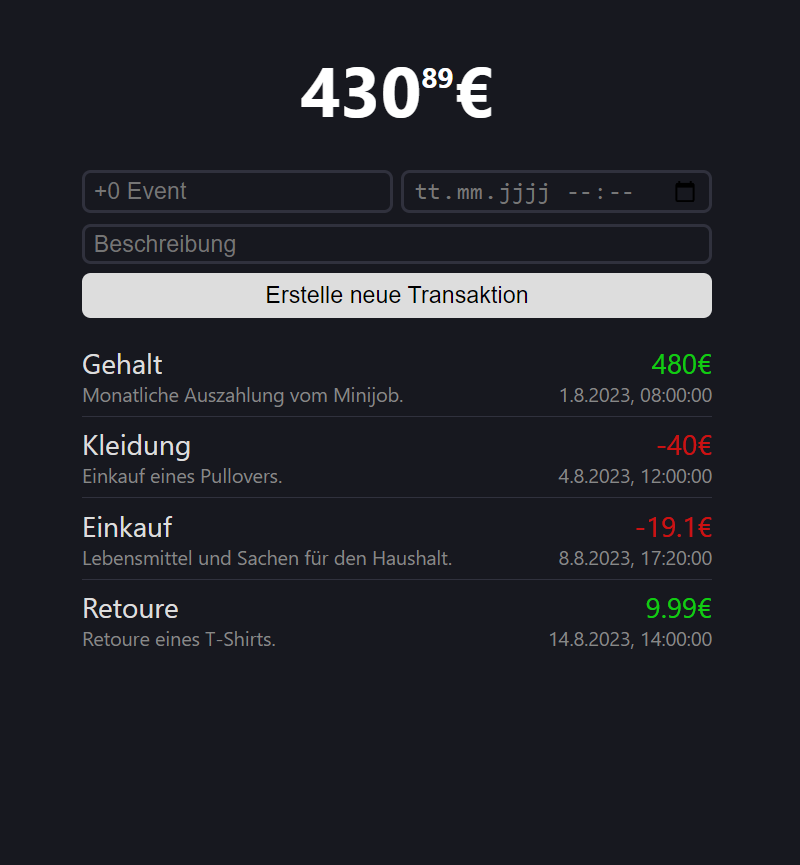 430⁸⁹€
+0 Event tt.mm.jjjj --:--
Beschreibung
Erstelle neue Transaktion
Gehalt 480€
Monatliche Auszahlung vom Minijob. 1.8.2023, 08:00:00
Kleidung -40€
Einkauf eines Pullovers. 4.8.2023, 12:00:00
Einkauf -19.1€
Lebensmittel und Sachen für den Haushalt. 8.8.2023, 17:20:00
Retoure 9.99€
Retoure eines T-Shirts. 14.8.2023, 14:00:00